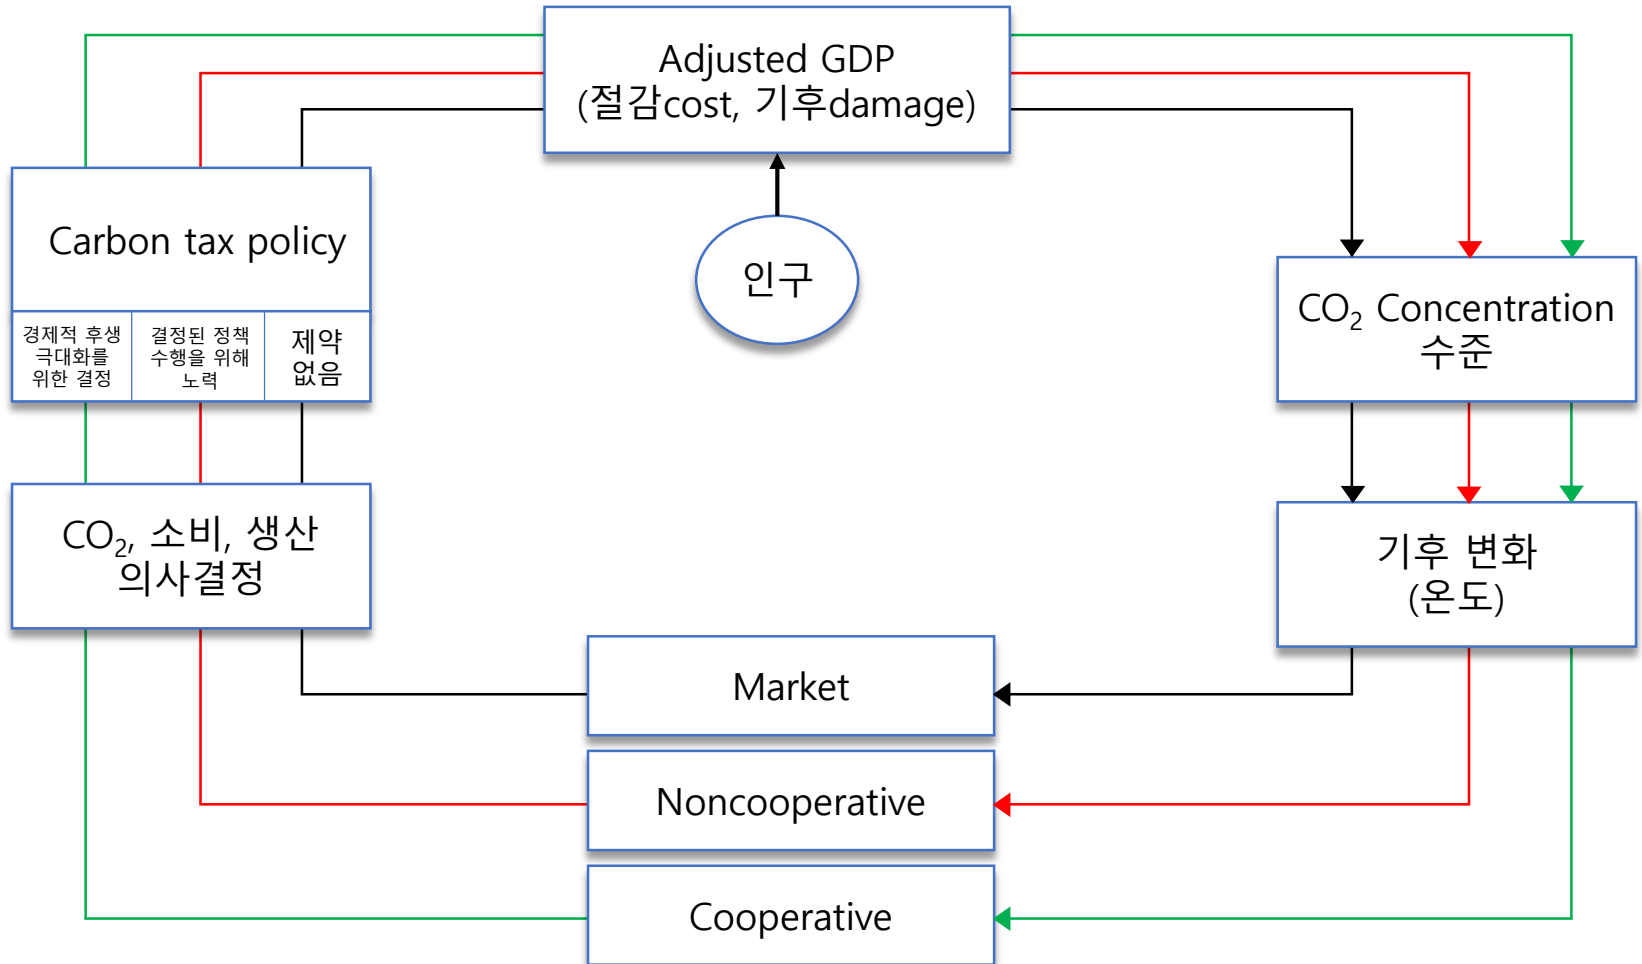 Adjusted GDP
(절감cost, 기후damage)
Carbon tax policy
경제적 후생
극대화를
위한 결정
결정된 정책
수행을 위해
노력
제약
없음
인구
CO₂ Concentration
수준
CO₂, 소비, 생산
의사결정
기후 변화
(온도)
Market
Noncooperative
Cooperative